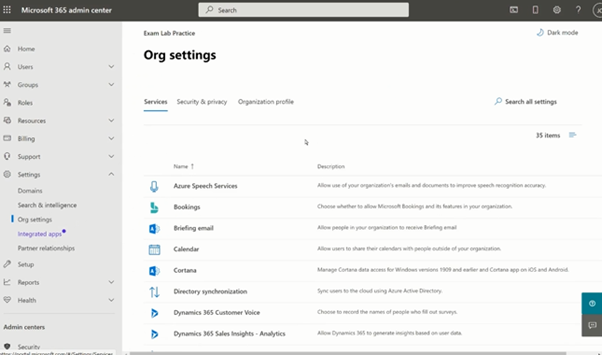 Microsoft 365 admin center
Search
Exam Lab Practice
Dark mode
Org settings
Services
Security & privacy
Organization profile
Search all settings
35 items
Name ↑
Description
Azure Speech Services
Allow use of your organization's emails and documents to improve speech recognition accuracy.
Bookings
Choose whether to allow Microsoft Bookings and its features in your organization.
Briefing email
Allow people in your organization to receive Briefing email
Calendar
Allow users to share their calendars with people outside of your organization.
Cortana
Manage Cortana data access for Windows versions 1909 and earlier and Cortana app on iOS and Android.
Directory synchronization
Sync users to the cloud using Azure Active Directory.
Dynamics 365 Customer Voice
Choose to record the names of people who fill out surveys.
Dynamics 365 Sales Insights - Analytics
Allow Dynamics 365 to generate insights based on user data.
Home
Users
Groups
Roles
Resources
Billing
Support
Settings
Domains
Search & intelligence
Org settings
Integrated apps
Partner relationships
Setup
Reports
Health
Admin centers
Security